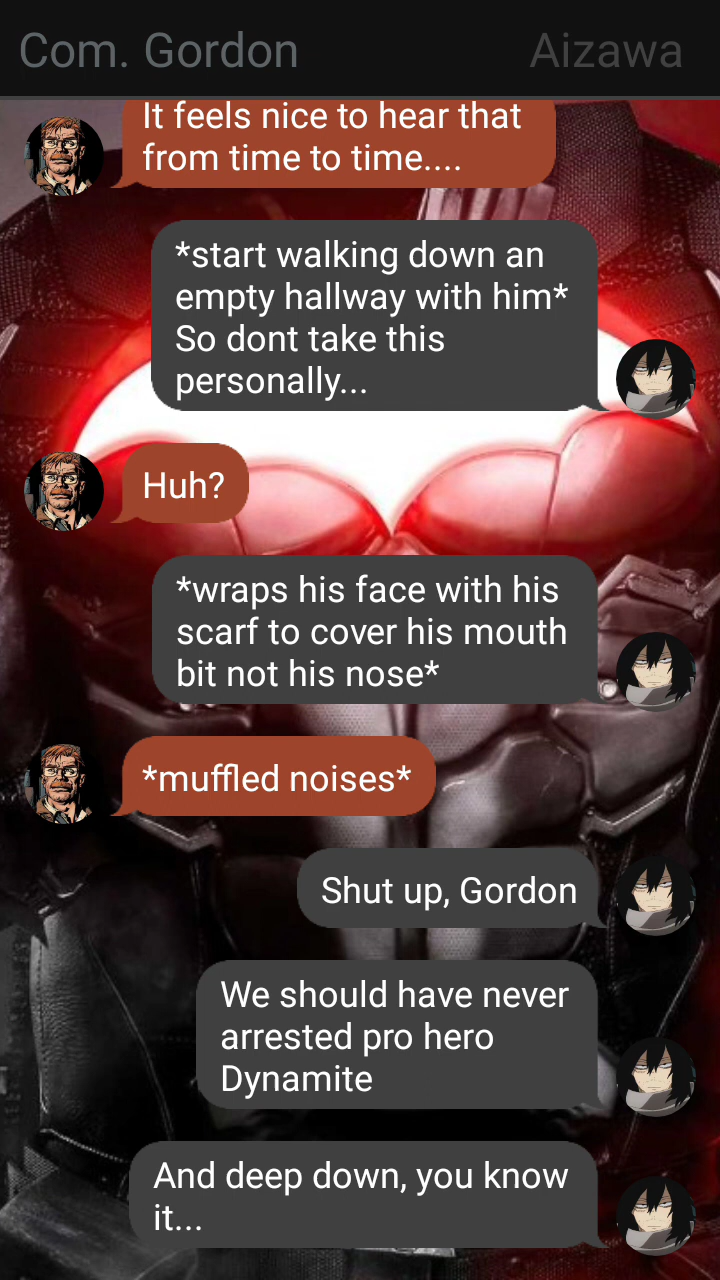 Com. Gordon
Aizawa
It feels nice to hear that
from time to time....
*start walking down an
empty hallway with him*
So dont take this
personally...
Huh?
*wraps his face with his
scarf to cover his mouth
bit not his nose*
*muffled noises*
Shut up, Gordon
We should have never
arrested pro hero
Dynamite
And deep down, you know
it...